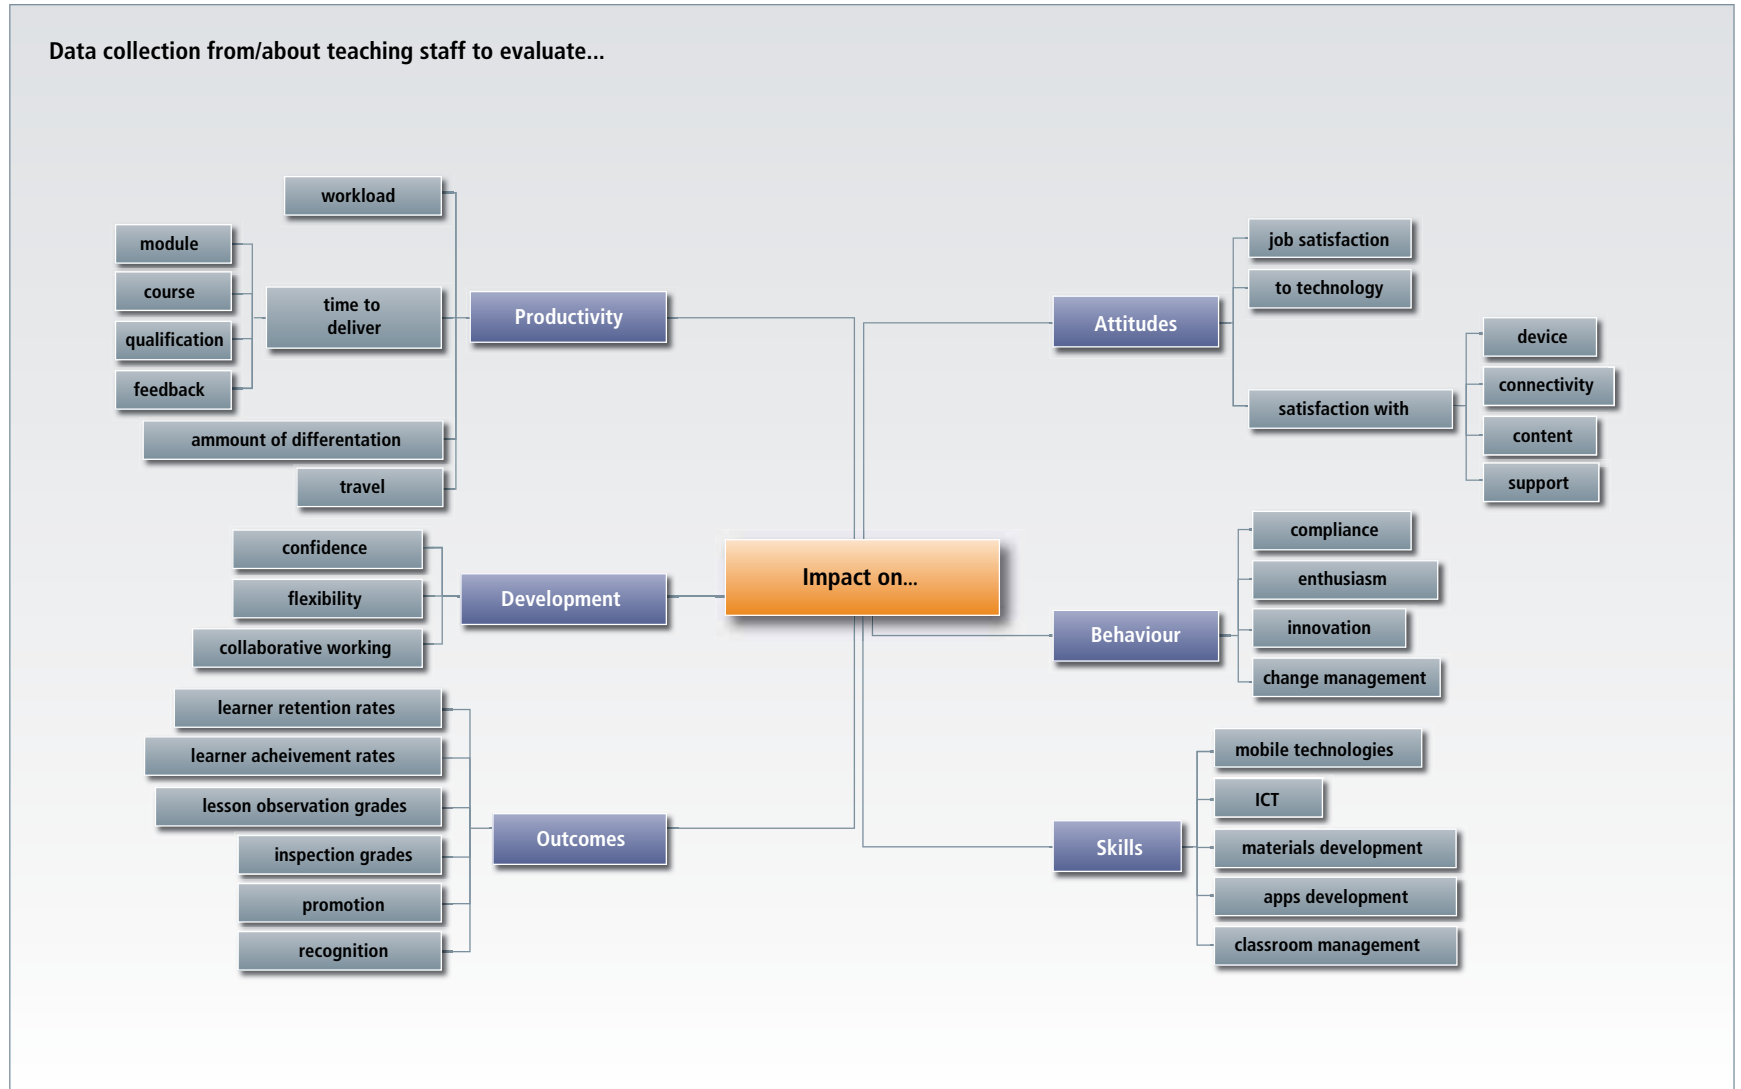 Data collection from/about teaching staff to evaluate...
workload
module
course
qualification
feedback
time to
deliver
Productivity
ammount of differentation
travel
confidence
flexibility
collaborative working
Development
learner retention rates
learner acheivement rates
lesson observation grades
inspection grades
promotion
recognition
Outcomes
Impact on...
Attitudes
job satisfaction
to technology
satisfaction with
device
connectivity
content
support
Behaviour
compliance
enthusiasm
innovation
change management
Skills
mobile technologies
ICT
materials development
apps development
classroom management